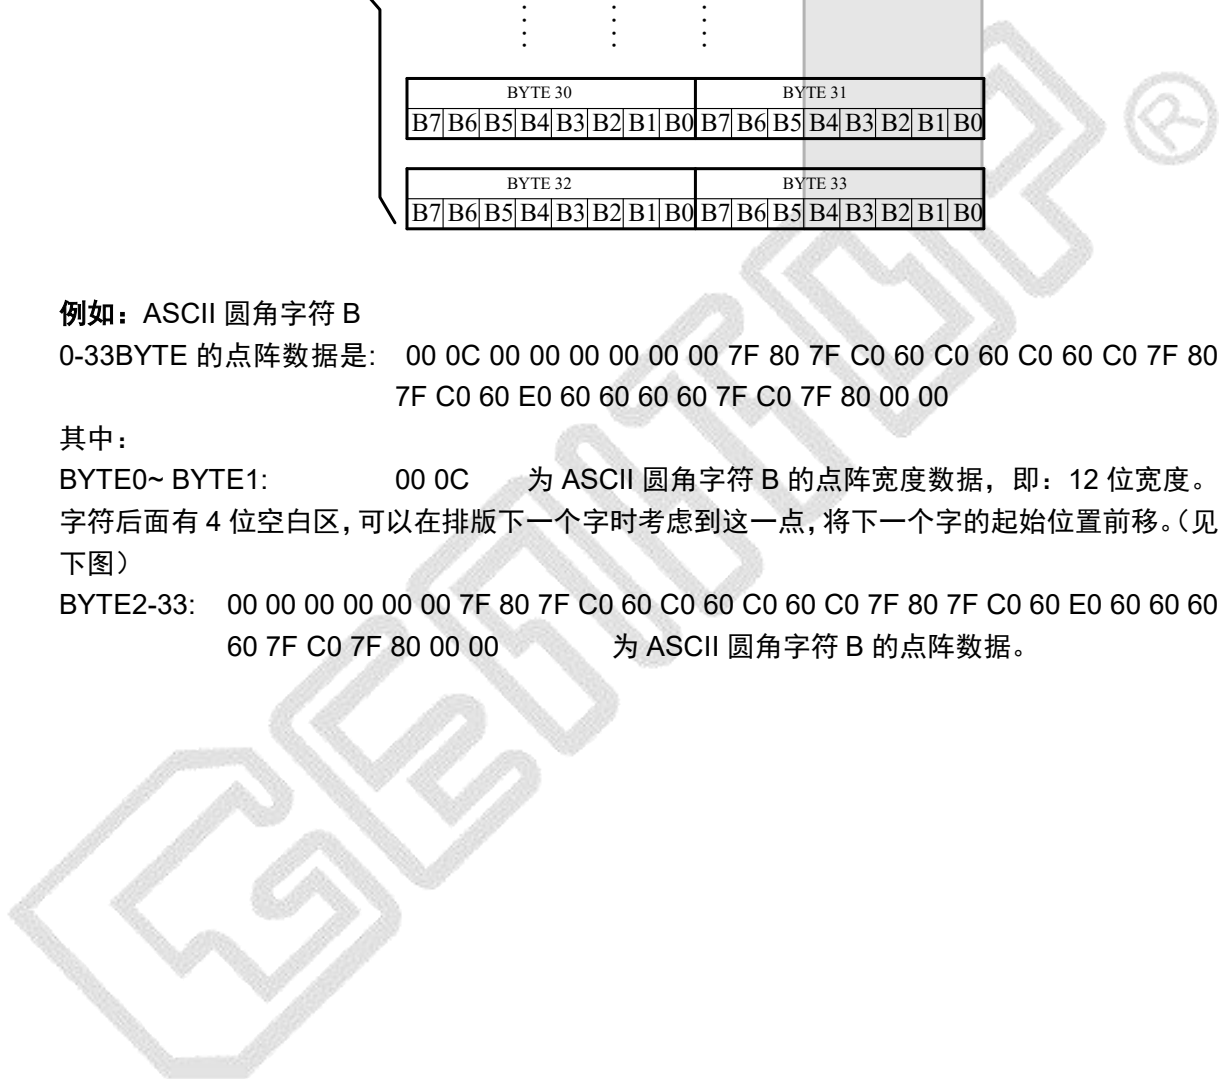 BYTE 30 BYTE 31
B7 B6 B5 B4 B3 B2 B1 B0 B7 B6 B5 B4 B3 B2 B1 B0
BYTE 32 BYTE 33
B7 B6 B5 B4 B3 B2 B1 B0 B7 B6 B5 B4 B3 B2 B1 B0
例如：ASCII 圆角字符 B
0-33BYTE 的点阵数据是: 00 0C 00 00 00 00 00 00 7F 80 7F C0 60 C0 60 C0 60 C0 7F 80
7F C0 60 E0 60 60 60 60 7F C0 7F 80 00 00
其中：
BYTE0~ BYTE1: 00 0C 为 ASCII 圆角字符 B 的点阵宽度数据，即：12 位宽度。
字符后面有 4 位空白区，可以在排版下一个字时考虑到这一点，将下一个字的起始位置前移。（见
下图）
BYTE2-33: 00 00 00 00 00 00 7F 80 7F C0 60 C0 60 C0 60 C0 7F 80 7F C0 60 E0 60 60 60
60 7F C0 7F 80 00 00 为 ASCII 圆角字符 B 的点阵数据。
GENITOP®